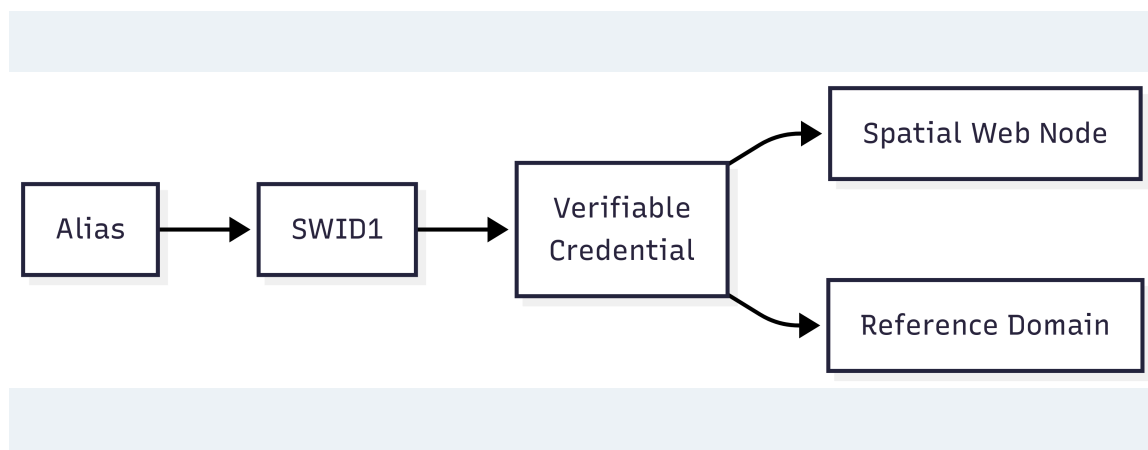 Alias
SWID1
Verifiable
Credential
Spatial Web Node
Reference Domain